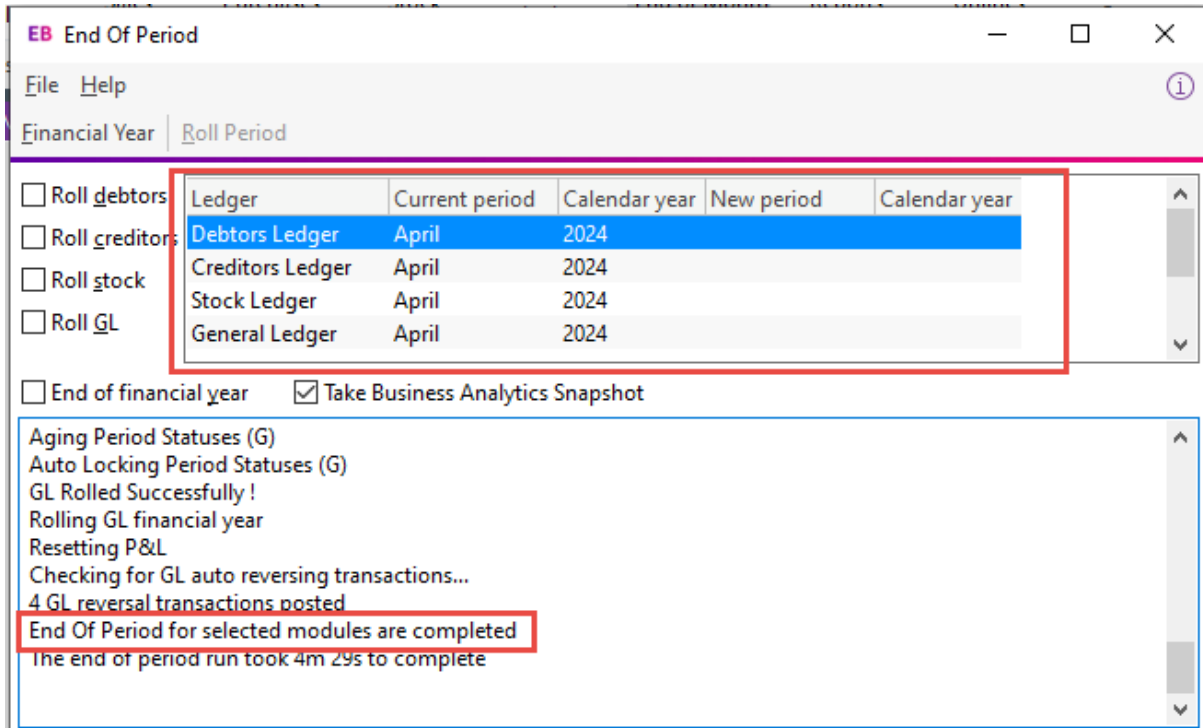 EB End Of Period
File Help
Financial Year Roll Period
Roll debtors
Roll creditors
Roll stock
Roll GL
Ledger Current period Calendar year New period Calendar year
Debtors Ledger April 2024
Creditors Ledger April 2024
Stock Ledger April 2024
General Ledger April 2024
End of financial year Take Business Analytics Snapshot
Aging Period Statuses (G)
Auto Locking Period Statuses (G)
GL Rolled Successfully !
Rolling GL financial year
Resetting P&L
Checking for GL auto reversing transactions...
4 GL reversal transactions posted
End Of Period for selected modules are completed
The end of period run took 4m 29s to complete